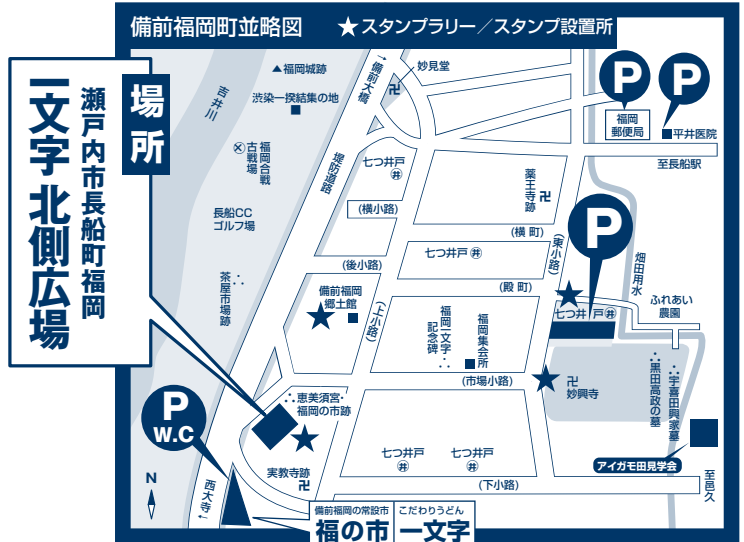 備前福岡町並略図
★スタンプラリー／スタンプ設置所
場所
瀬戸内市長船町福岡
一文字 北側広場
吉井川
▲福岡城跡
渋染一揆結集の地
福岡合戦
古戦場
長船CC
ゴルフ場
茶屋市場跡
↑備前大橋
堤防道路
卍
妙見堂
P
P
福岡
郵便局
平井医院
至長船駅
七つ井戸
井
(横小路)
薬王寺跡
卍
(横町)
(東小路)
P
七つ井戸 井
(後小路)
(殿町)
畑田用水
備前福岡
郷土館
(上小路)
福岡一文字
記念碑
福岡集会所
七つ井戸 井
ふれあい
農園
(市場小路)
卍
妙興寺
黒田高政の墓
宇喜田興家墓
P
W.C
恵美須宮・
福岡の市跡
実教寺跡
卍
七つ井戸
井
七つ井戸
井
アイガモ田見学会
(下小路)
至邑久
N
西大寺↓
備前福岡の常設市
福の市
こだわりうどん
一文字